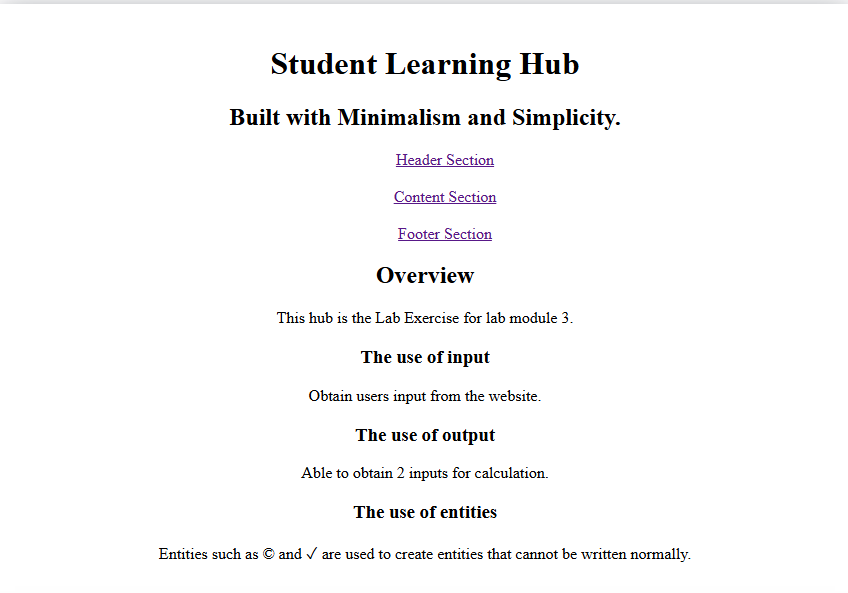 Student Learning Hub
Built with Minimalism and Simplicity.
Header Section
Content Section
Footer Section
Overview
This hub is the Lab Exercise for lab module 3.
The use of input
Obtain users input from the website.
The use of output
Able to obtain 2 inputs for calculation.
The use of entities
Entities such as © and ✓ are used to create entities that cannot be written normally.